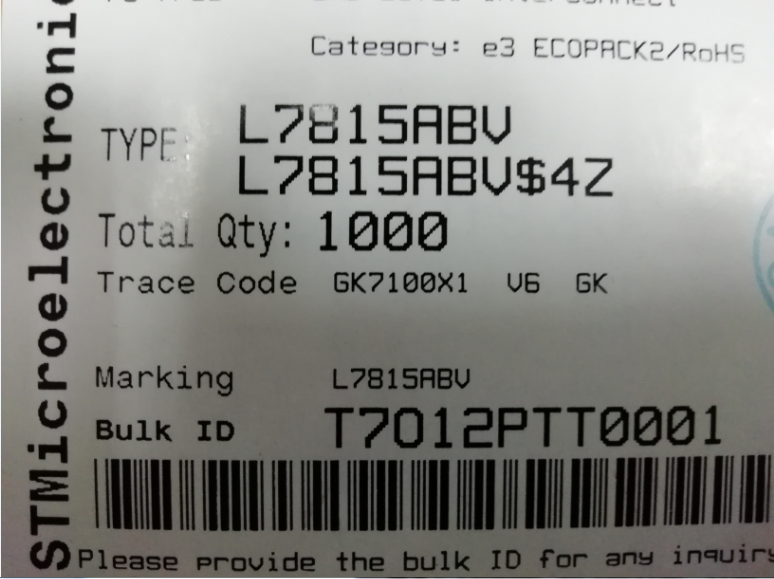 Category: e3 ECOPACK2/RoHS
TYPE: L7815ABV
L7815ABV$4Z
Total Qty: 1000
Trace Code GK7100X1 V6 GK
Marking L7815ABV
Bulk ID T7012PTT0001
Please provide the bulk ID for any inquiry
STMicroelectronic